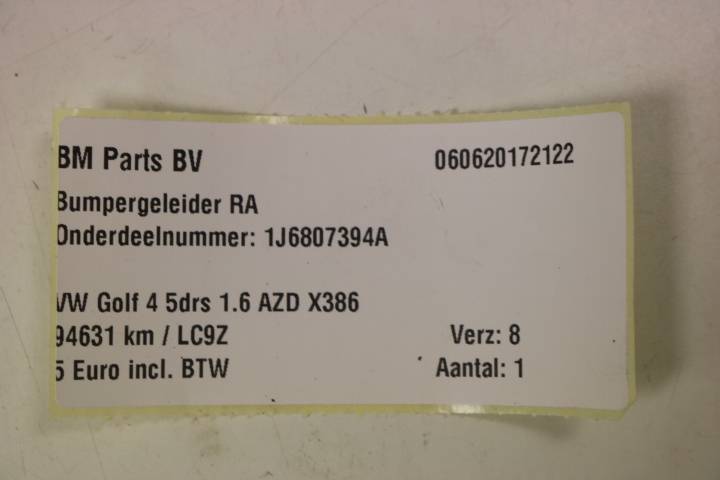 BM Parts BV 060620172122
Bumpergeleider RA
Onderdeelnummer: 1J6807394A
VW Golf 4 5drs 1.6 AZD X386
94631 km / LC9Z Verz: 8
5 Euro incl. BTW Aantal: 1